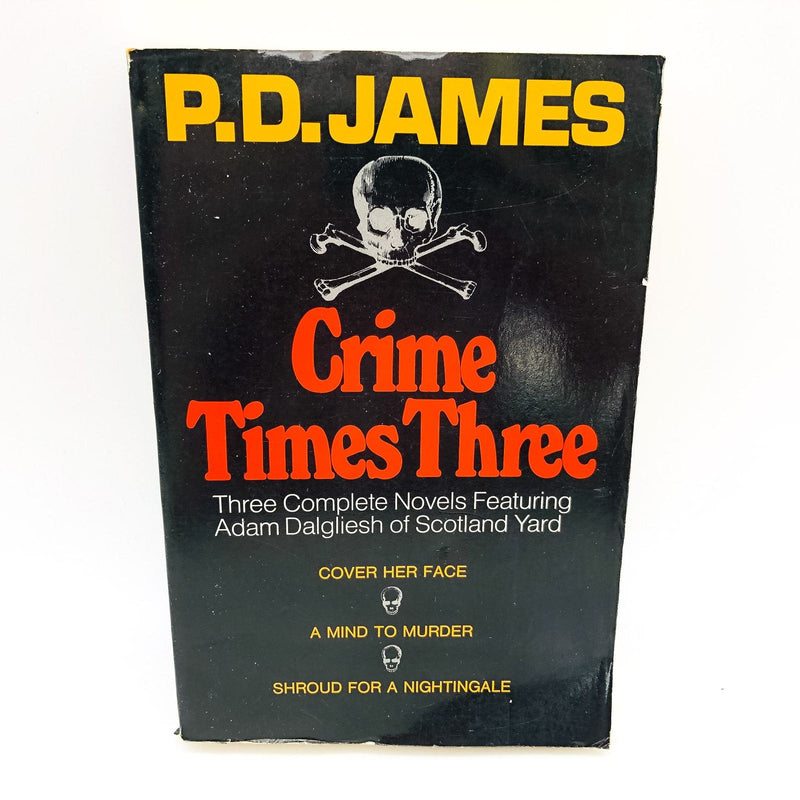 P.D. JAMES
Crime
Times Three
Three Complete Novels Featuring
Adam Dalgliesh of Scotland Yard
COVER HER FACE
A MIND TO MURDER
SHROUD FOR A NIGHTINGALE